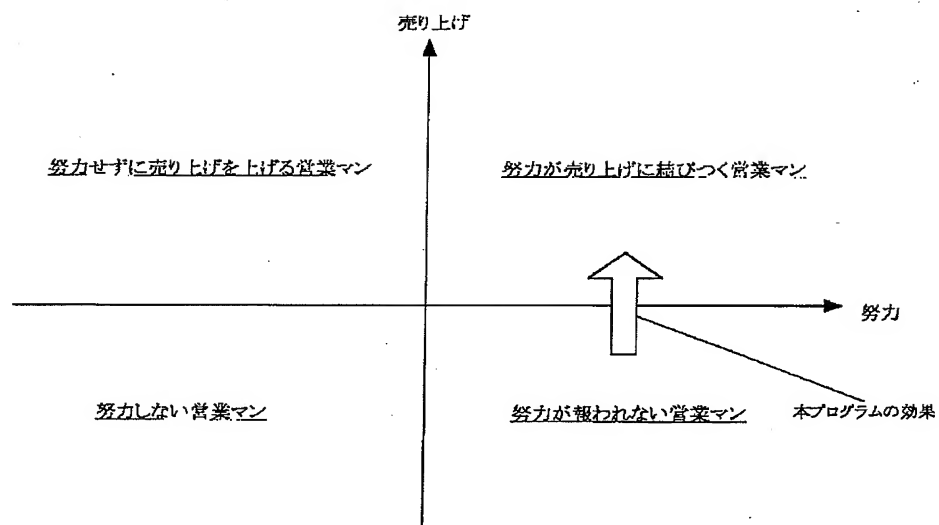 売り上げ
努力せずに売り上げを上げる営業マン
努力が売り上げに結びつく営業マン
努力
努力しない営業マン
努力が報われない営業マン
本プログラムの効果